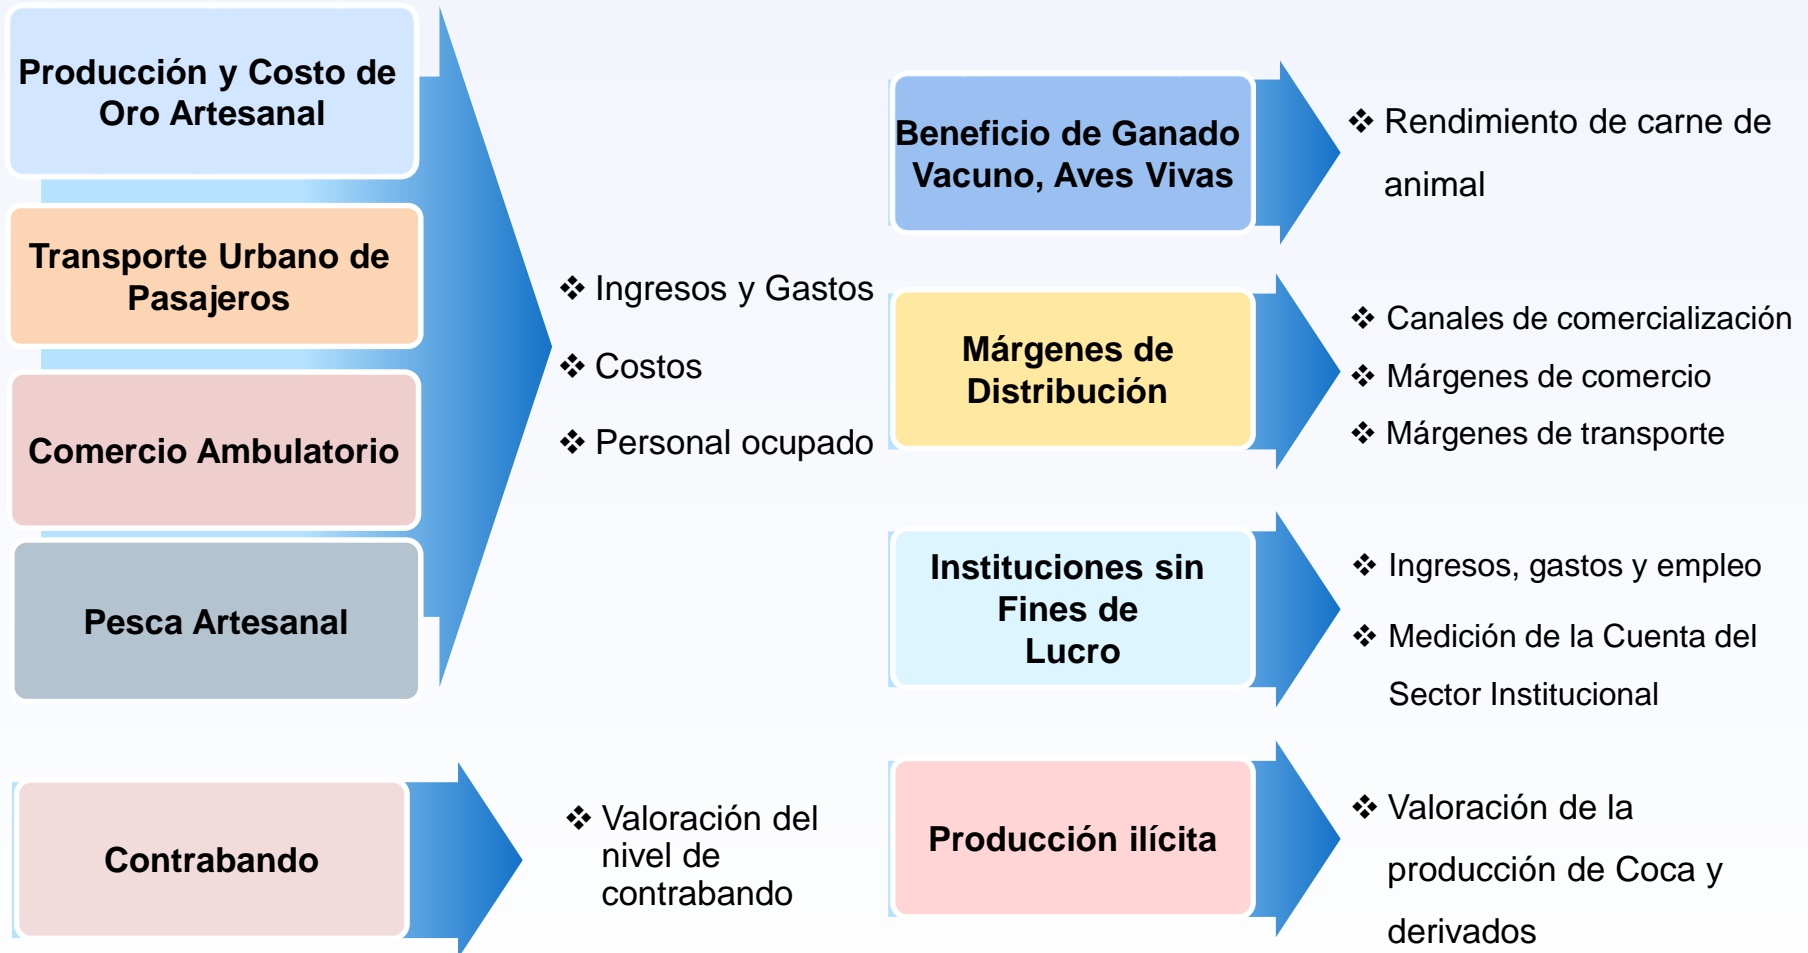 Producción y Costo de
Oro Artesanal
Transporte Urbano de
Pasajeros
Comercio Ambulatorio
Pesca Artesanal
❖ Ingresos y Gastos
❖ Costos
❖ Personal ocupado
Contrabando
❖ Valoración del
nivel de
contrabando
Beneficio de Ganado
Vacuno, Aves Vivas
❖ Rendimiento de carne de
animal
Márgenes de
Distribución
❖ Canales de comercialización
❖ Márgenes de comercio
❖ Márgenes de transporte
Instituciones sin
Fines de
Lucro
❖ Ingresos, gastos y empleo
❖ Medición de la Cuenta del
Sector Institucional
Producción ilícita
❖ Valoración de la
producción de Coca y
derivados